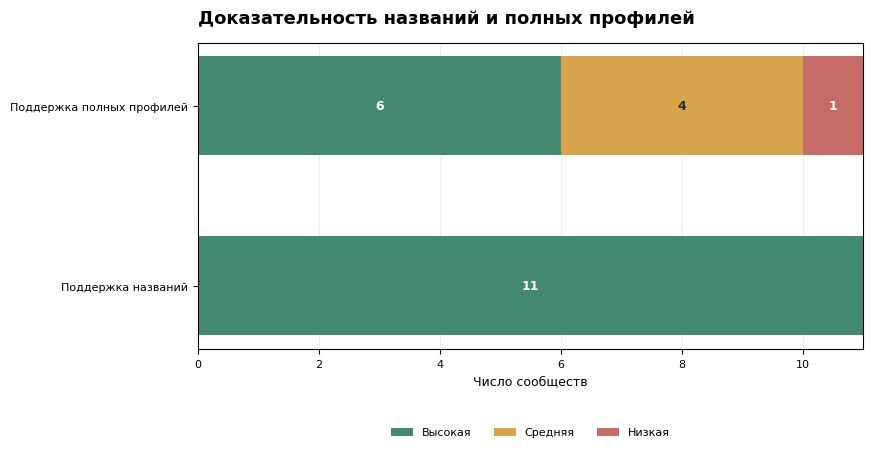 Доказательность названий и полных профилей
Поддержка полных профилей
6
4
1
Поддержка названий
11
0 2 4 6 8 10
Число сообществ
Высокая Средняя Низкая